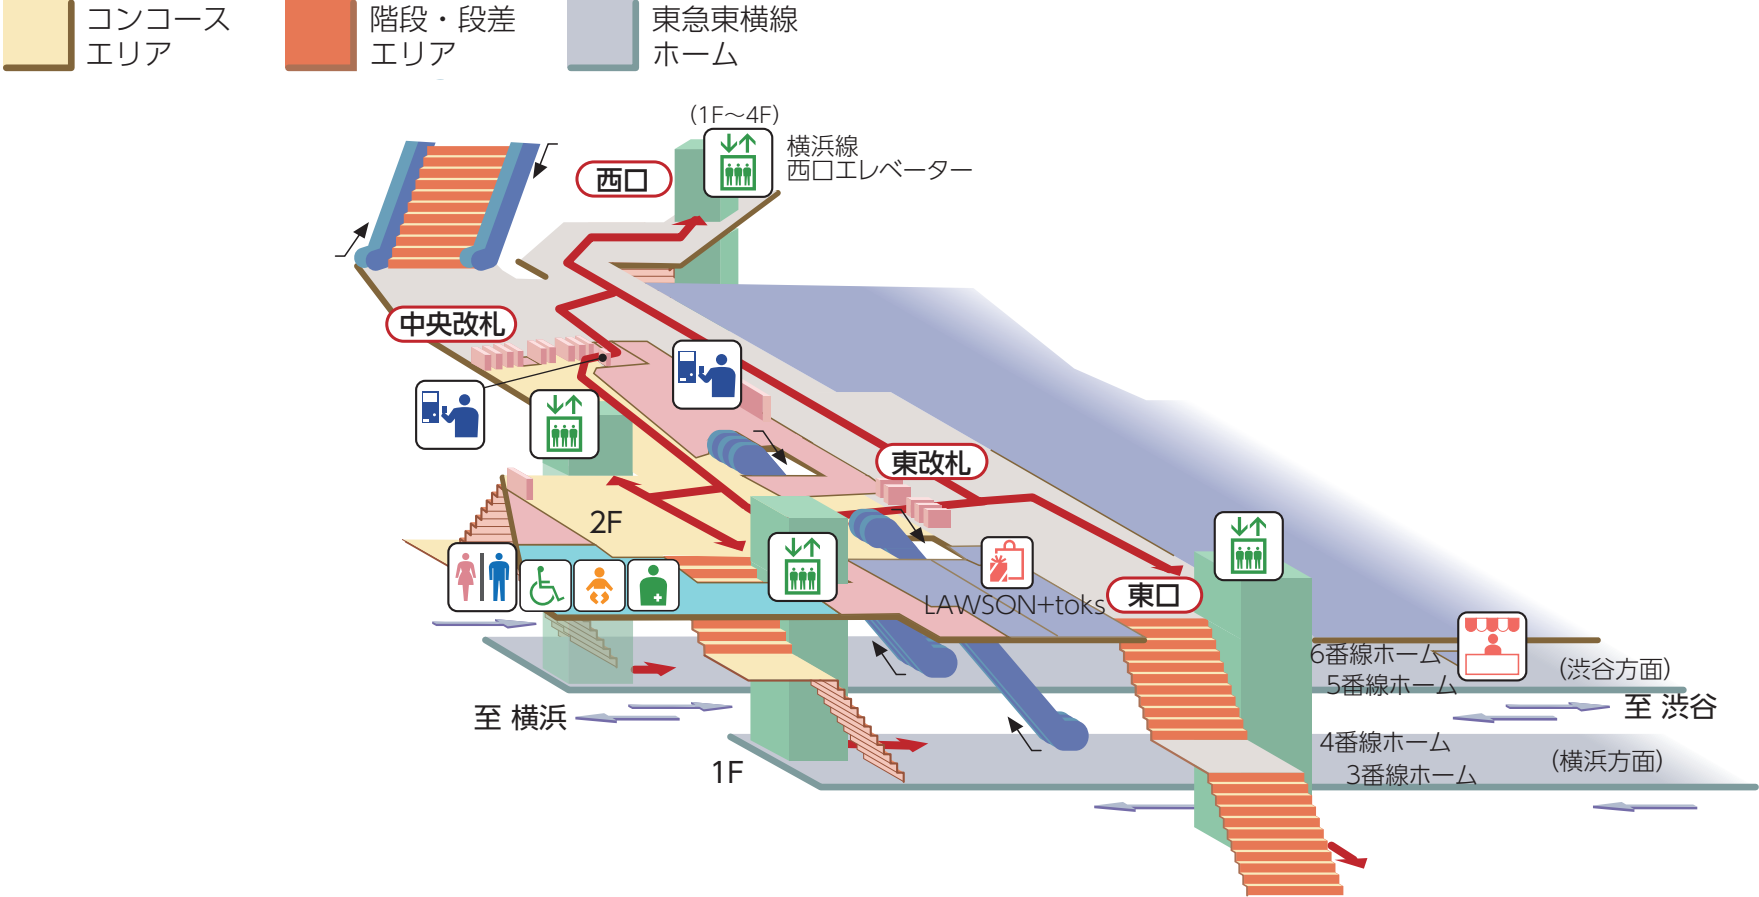 コンコース
エリア
階段・段差
エリア
東急東横線
ホーム
(1F～4F)
横浜線
西口エレベーター
西口
中央改札
東改札
2F
LAWSON+toks
東口
6番線ホーム
5番線ホーム
(渋谷方面)
至 横浜
至 渋谷
1F
4番線ホーム
3番線ホーム
(横浜方面)